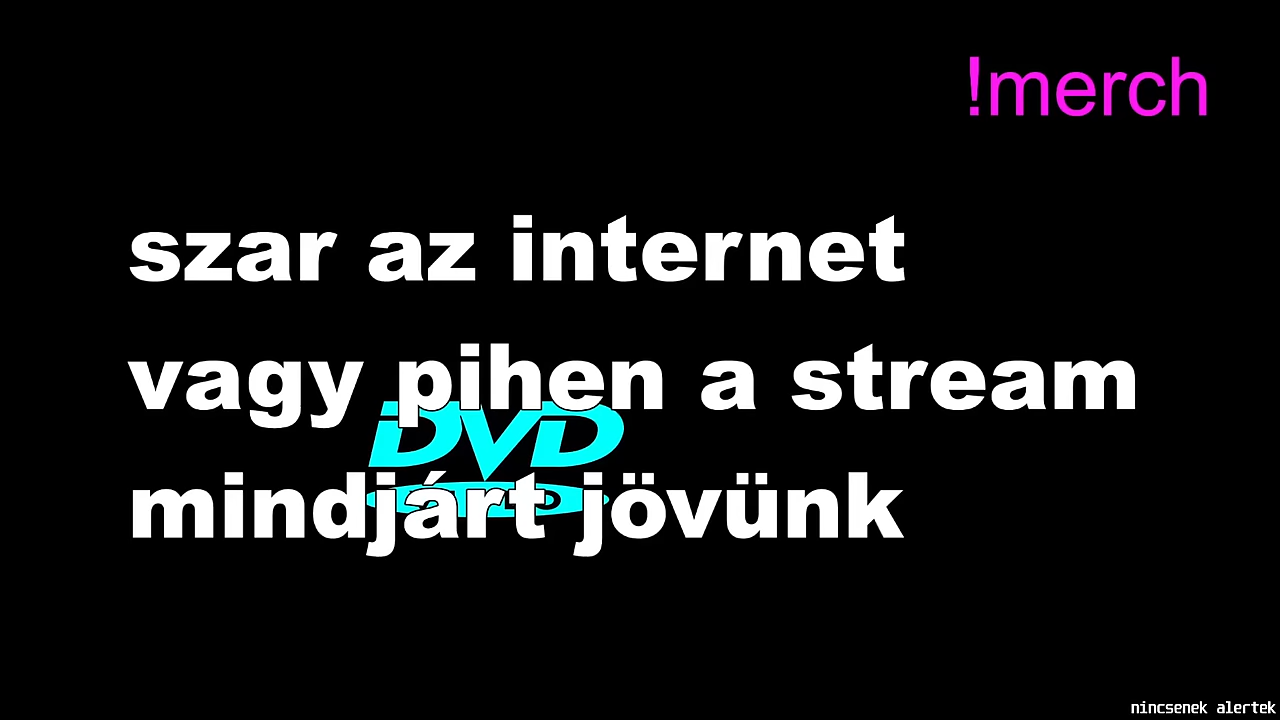 !merch
szar az internet
vagy pihen a stream
DVD
mindjárt jövünk
nincsenek alertek